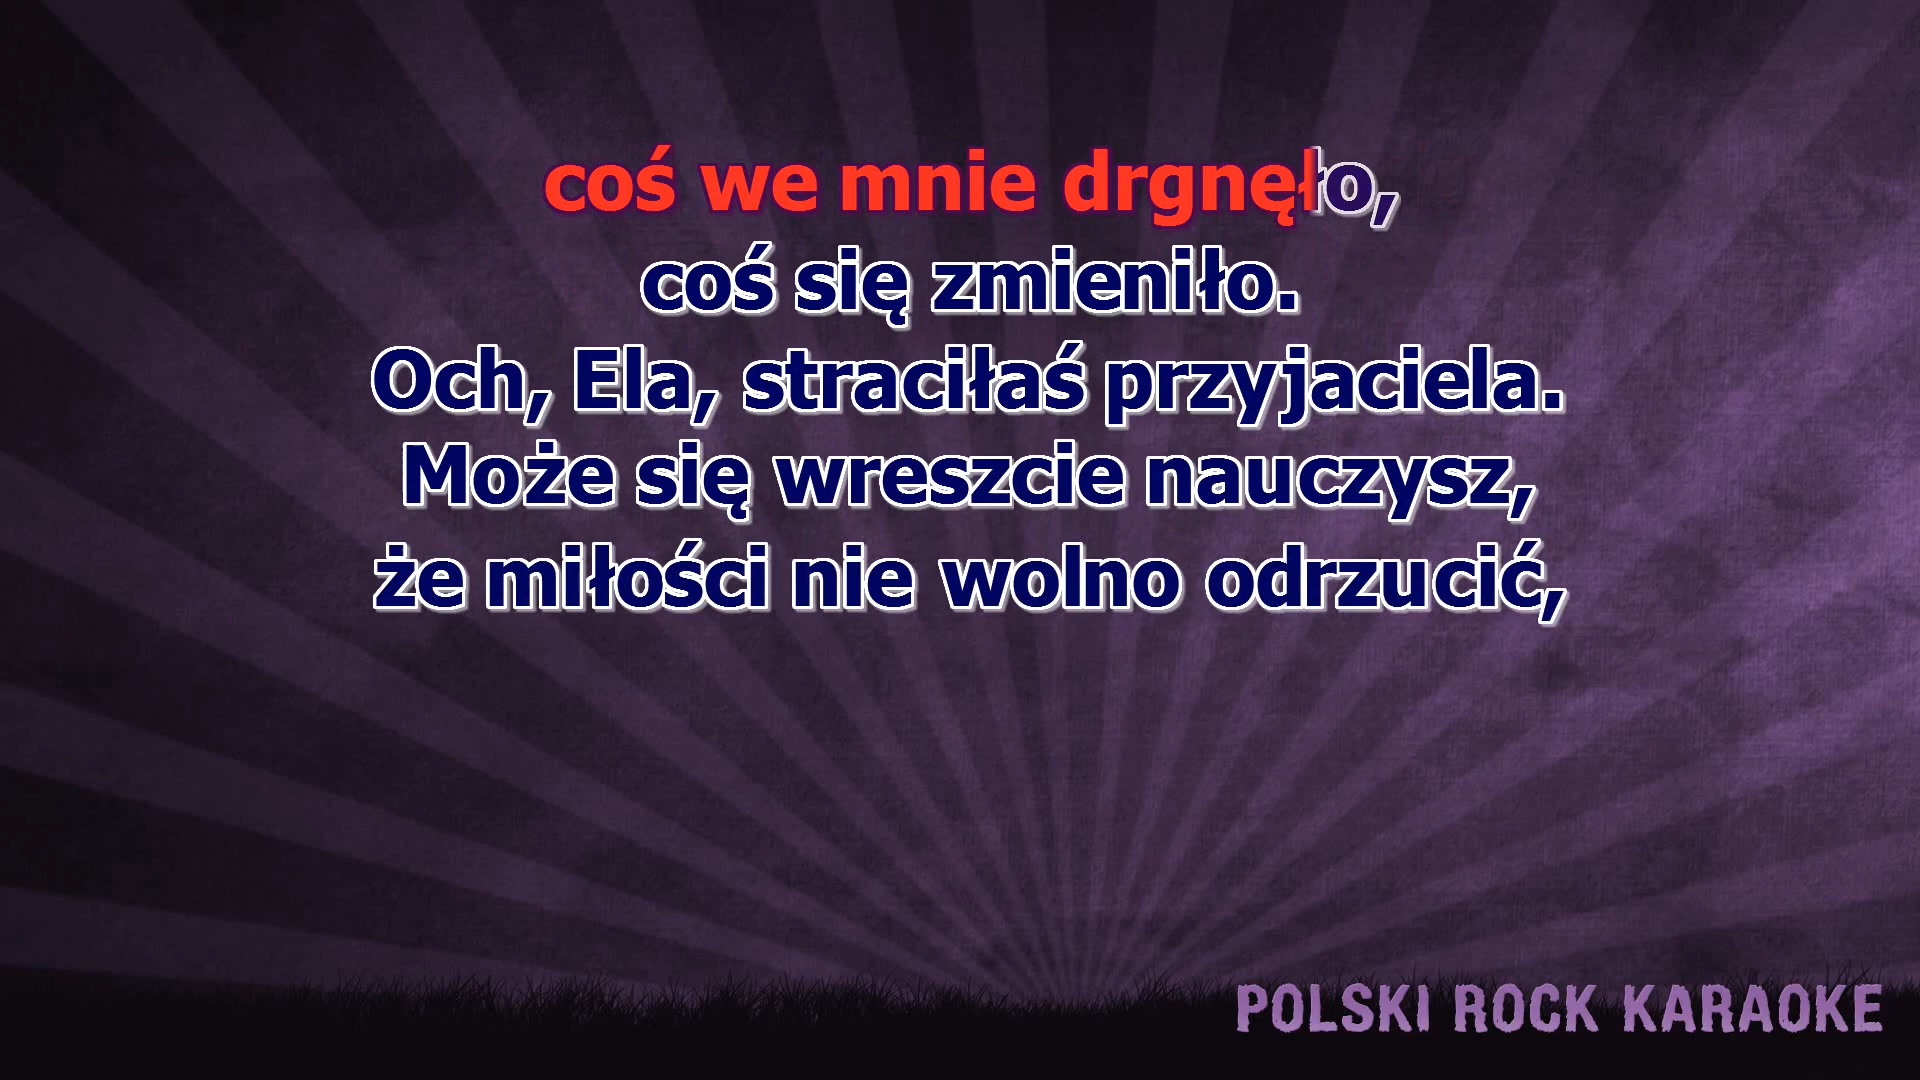 coś we mnie drgnęło,
coś się zmieniło.
Och, Ela, straciłaś przyjaciela.
Może się wreszcie nauczysz,
że miłości nie wolno odrzucić,
POLSKI ROCK KARAOKE